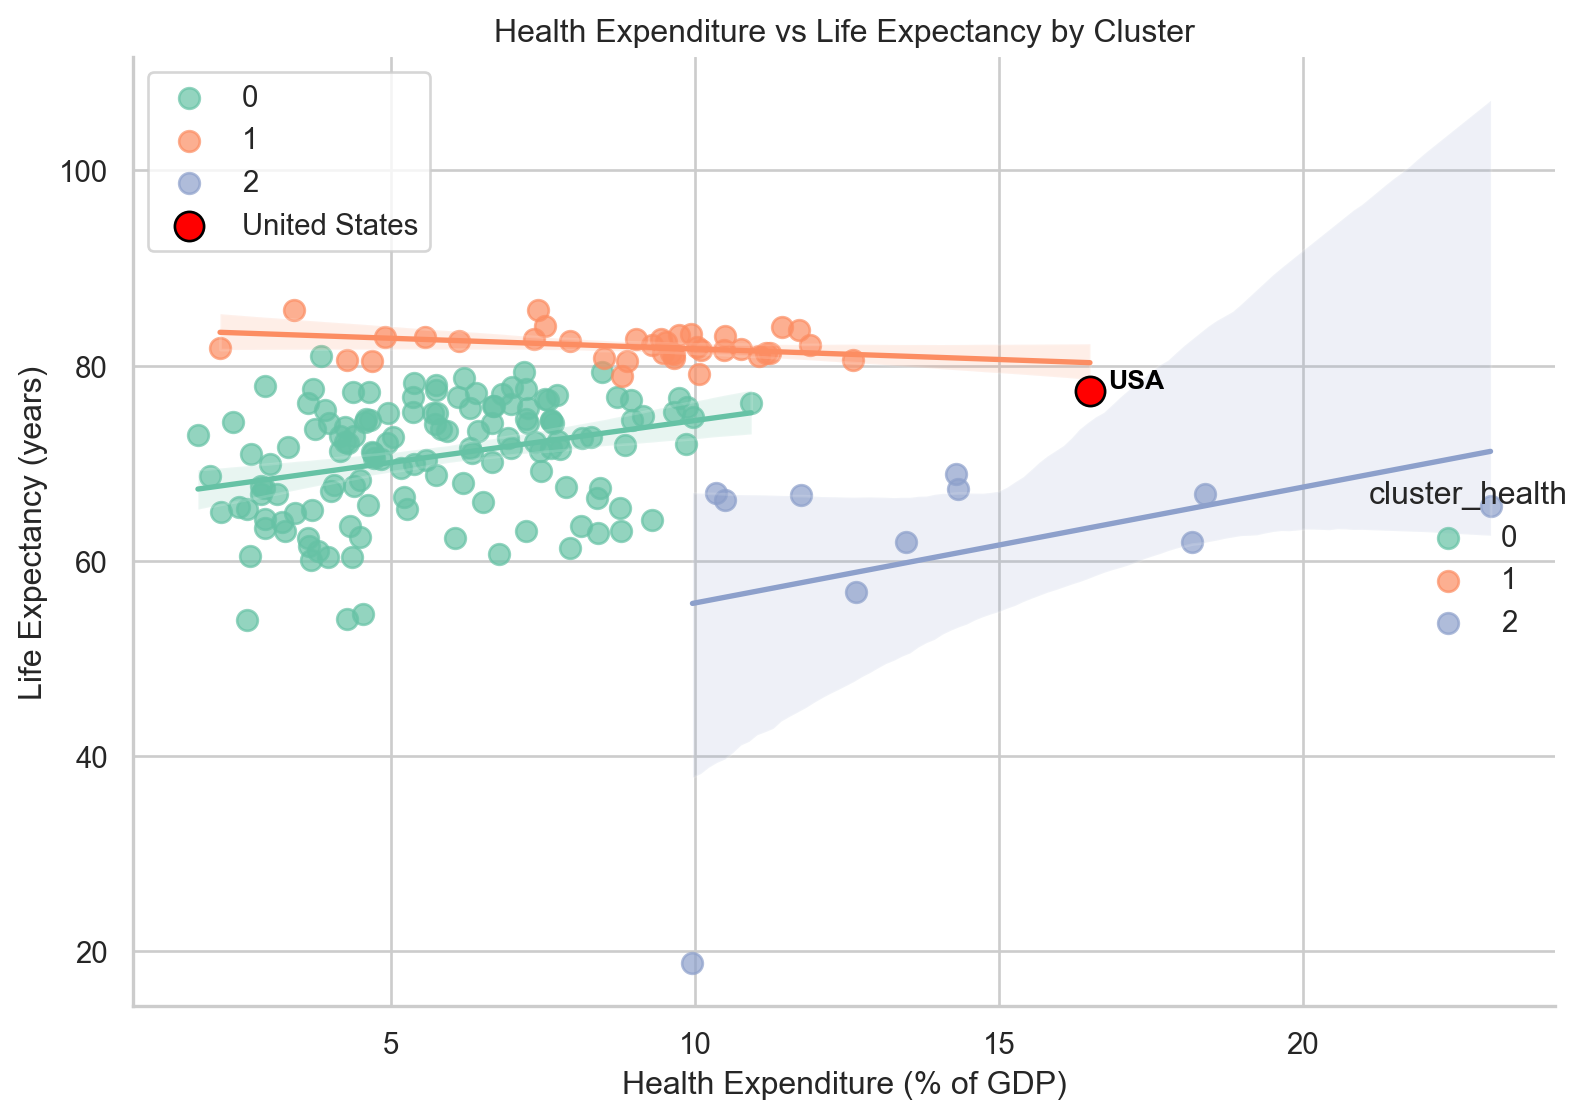 Health Expenditure vs Life Expectancy by Cluster
0
1
2
United States
100
80
60
40
20
Life Expectancy (years)
USA
cluster_health
0
1
2
5
10
15
20
Health Expenditure (% of GDP)